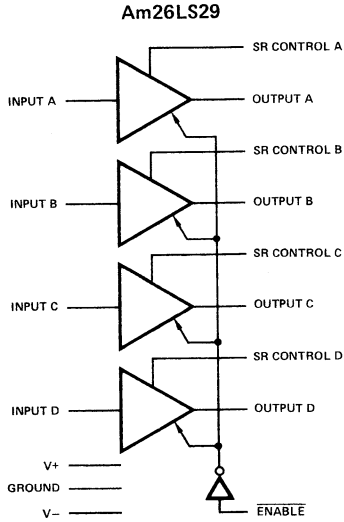 Am26LS29
SR CONTROL A
INPUT A
OUTPUT A
SR CONTROL B
INPUT B
OUTPUT B
SR CONTROL C
INPUT C
OUTPUT C
SR CONTROL D
INPUT D
OUTPUT D
V+
GROUND
V−
ENABLE